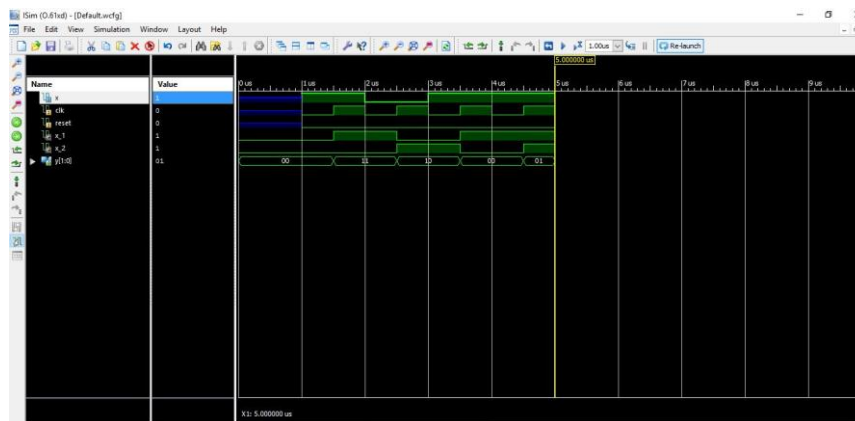 ISim (O.61xd) - [Default.wcfg]
File Edit View Simulation Window Layout Help
1.00us Re-launch
5.000000 us
Name Value
0 us 1 us 2 us 3 us 4 us 5 us 6 us 7 us 8 us 9 us
x 1
clk 0
reset 0
x_1 1
x_2 1
y[1:0] 01 00 11 10 00 01
X1: 5.000000 us